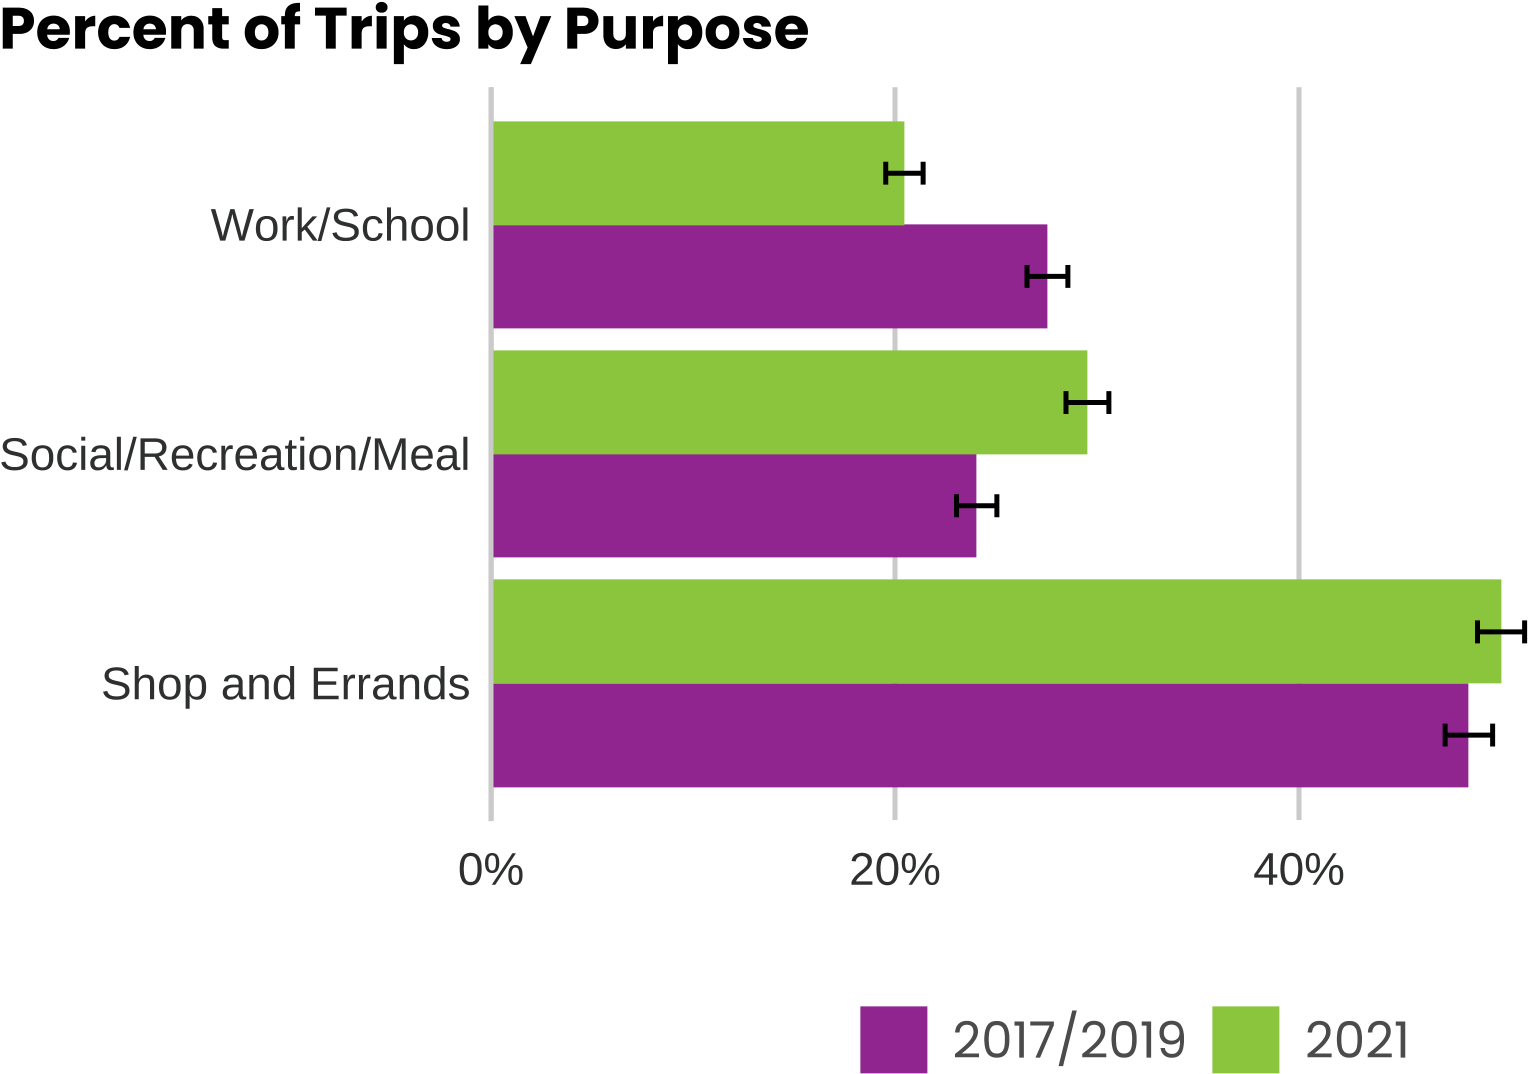 Percent of Trips by Purpose
Work/School
Social/Recreation/Meal
Shop and Errands
0% 20% 40%
2017/2019 2021